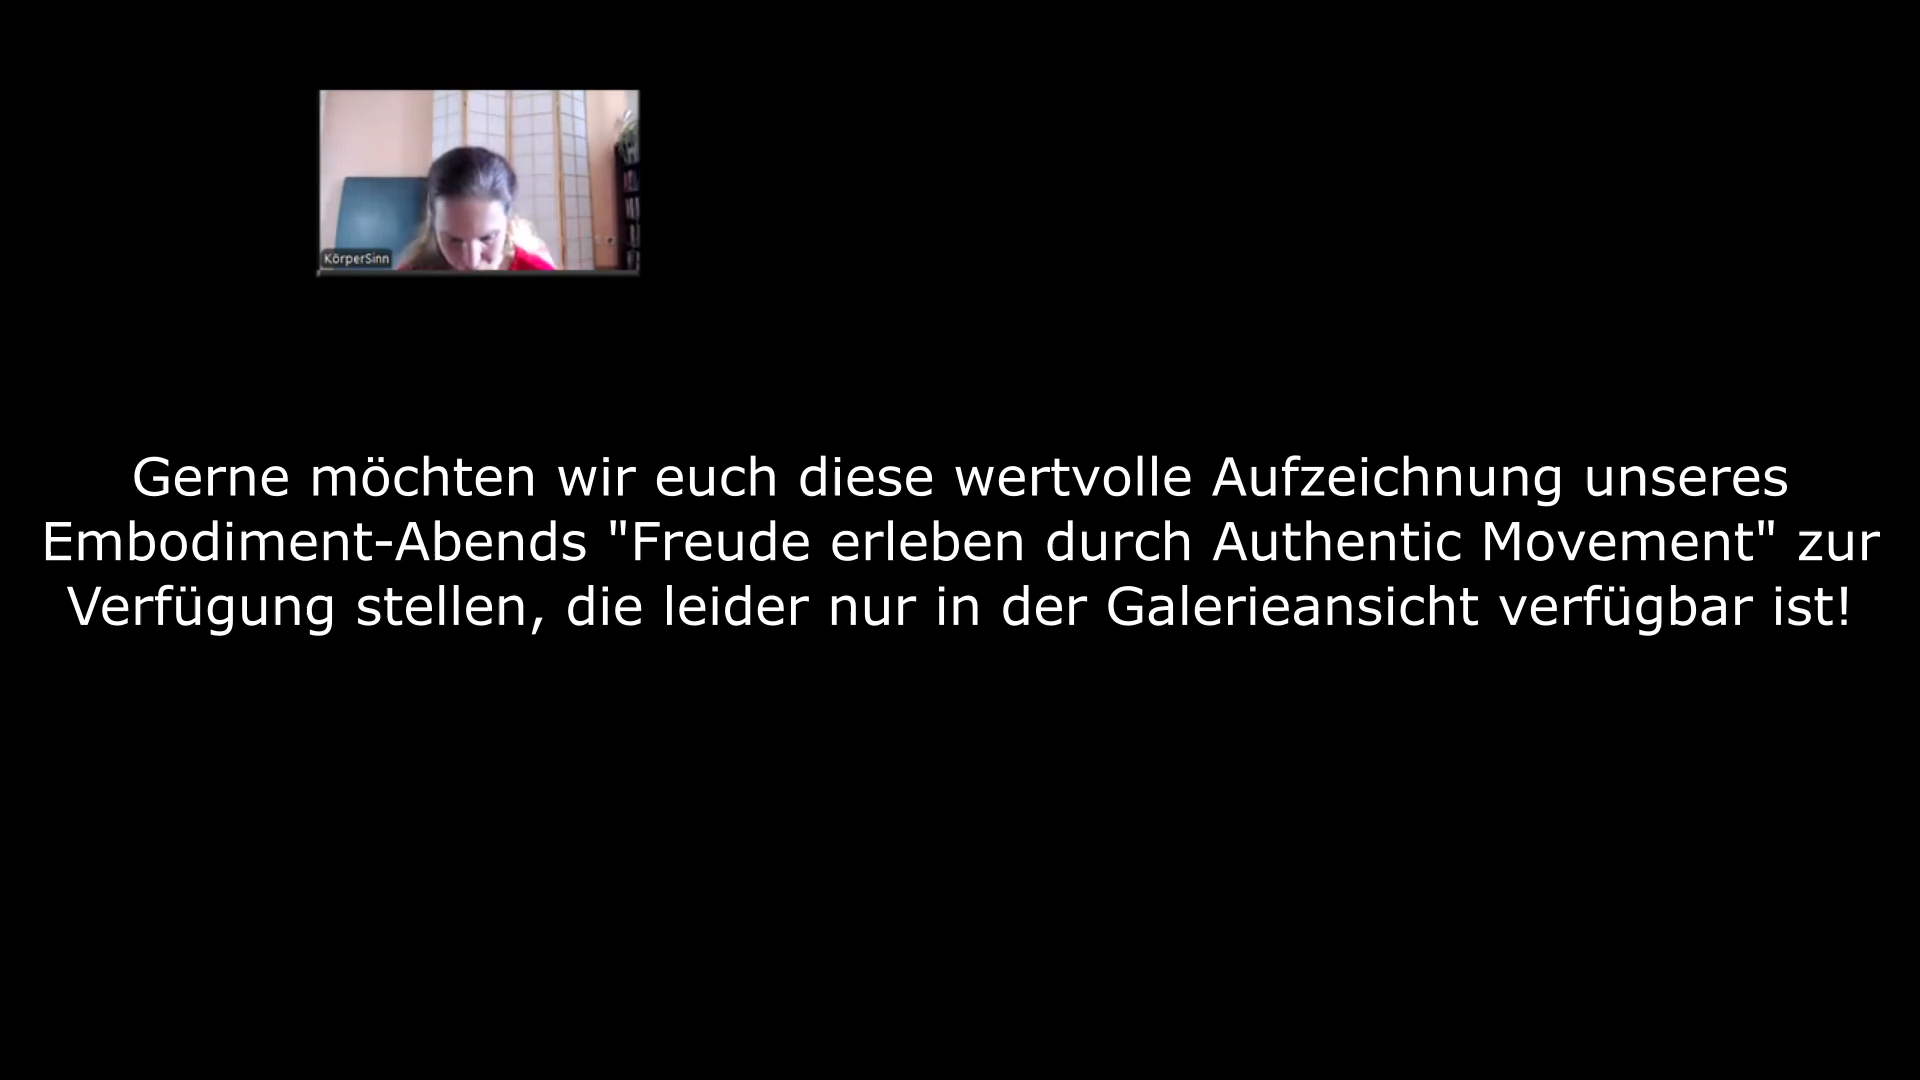 KörperSinn
Gerne möchten wir euch diese wertvolle Aufzeichnung unseres
Embodiment-Abends "Freude erleben durch Authentic Movement" zur
Verfügung stellen, die leider nur in der Galerieansicht verfügbar ist!